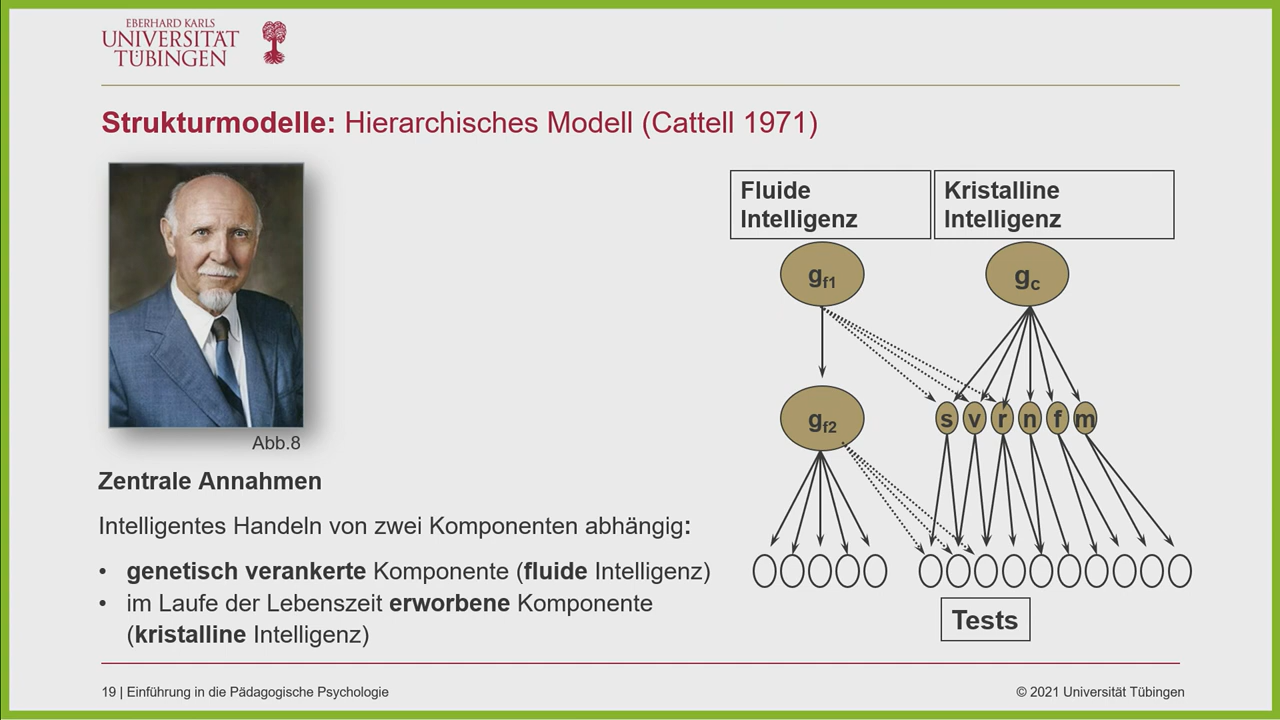 EBERHARD KARLS
UNIVERSITÄT
TÜBINGEN
Strukturmodelle: Hierarchisches Modell (Cattell 1971)
Abb.8
Zentrale Annahmen
Intelligentes Handeln von zwei Komponenten abhängig:
• genetisch verankerte Komponente (fluide Intelligenz)
• im Laufe der Lebenszeit erworbene Komponente
(kristalline Intelligenz)
Fluide
Intelligenz
Kristalline
Intelligenz
gf1
gc
gf2
s v r n f m
Tests
19 | Einführung in die Pädagogische Psychologie
© 2021 Universität Tübingen